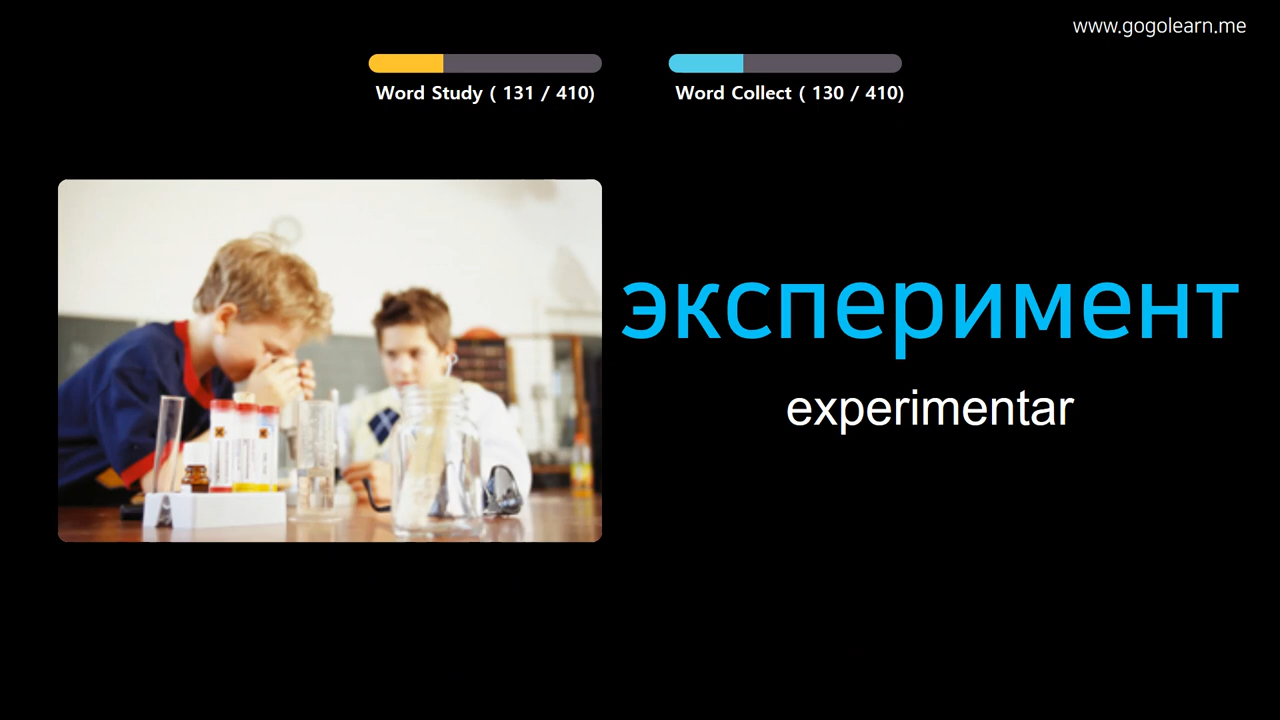 www.gogolearn.me
Word Study ( 131 / 410)
Word Collect ( 130 / 410)
эксперимент
experimentar